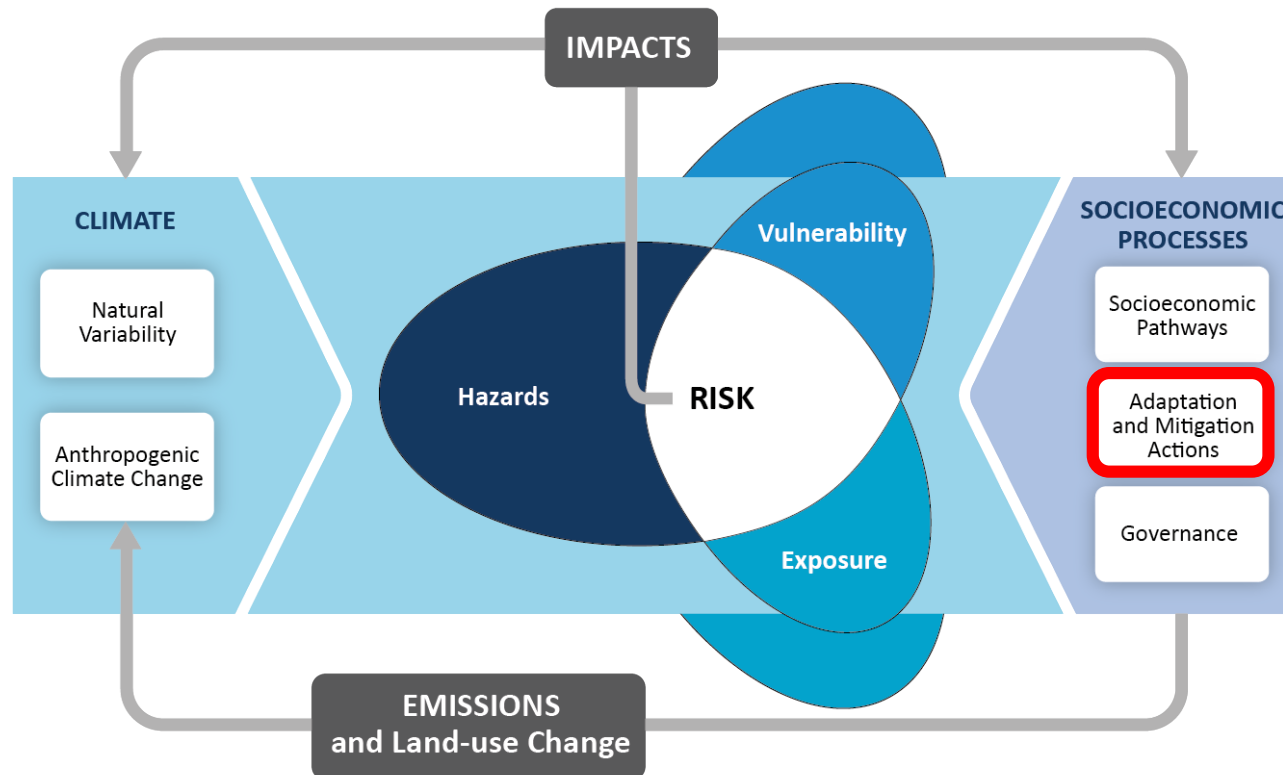 IMPACTS
CLIMATE
Natural
Variability
Anthropogenic
Climate Change
Vulnerability
Hazards
RISK
Exposure
SOCIOECONOMIC
PROCESSES
Socioeconomic
Pathways
Adaptation
and Mitigation
Actions
Governance
EMISSIONS
and Land-use Change